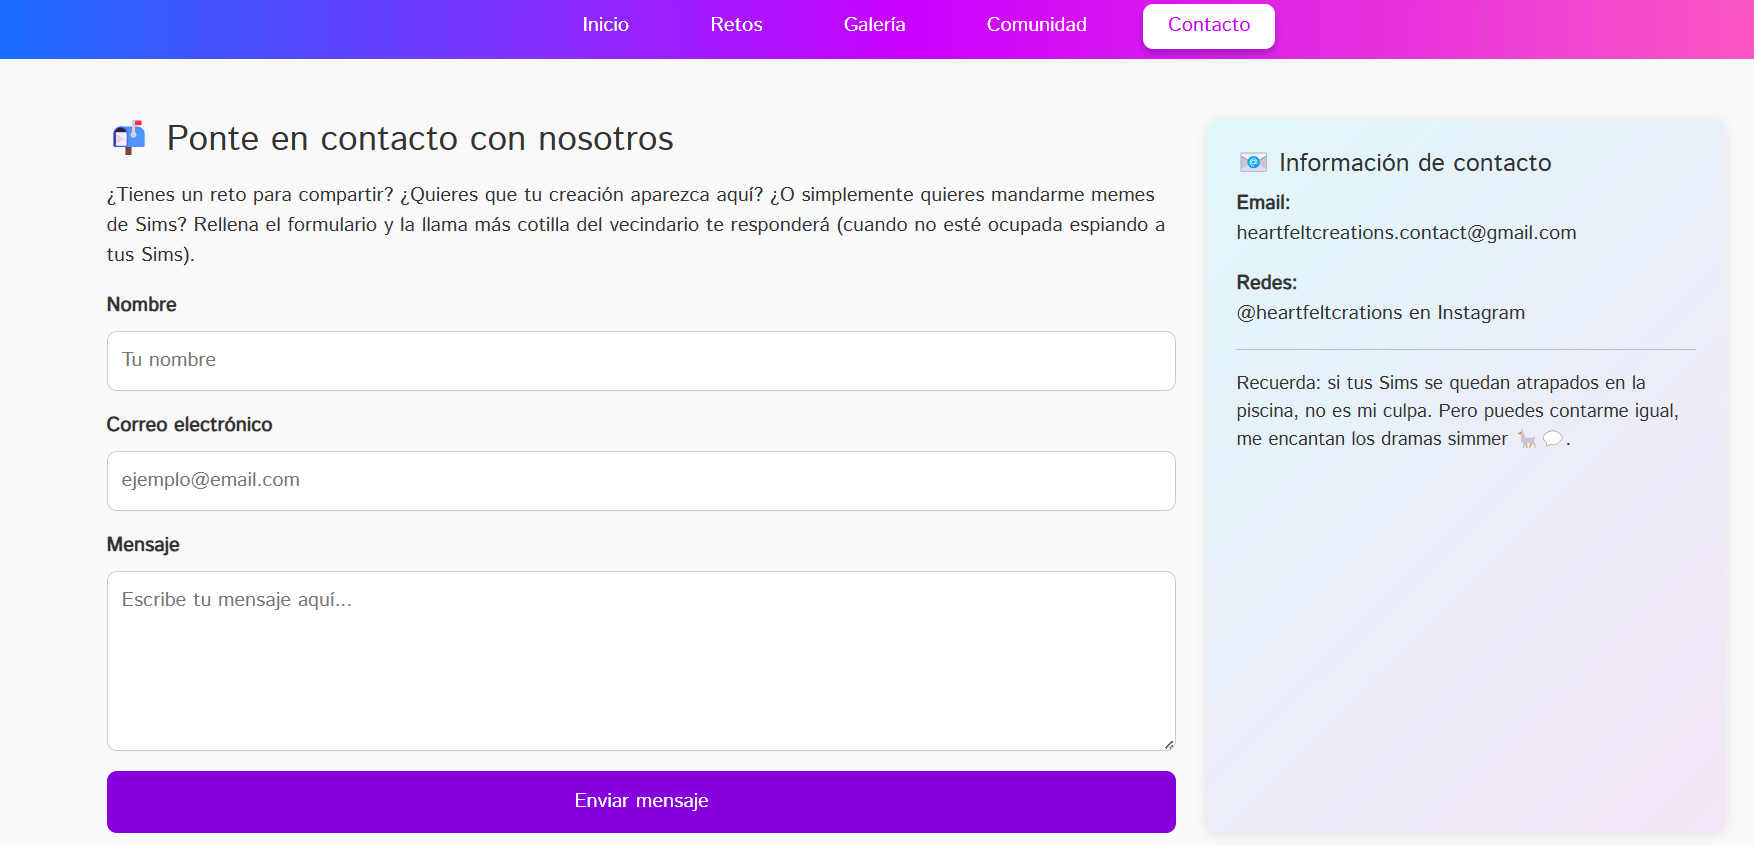 Inicio
Retos
Galería
Comunidad
Contacto
Ponte en contacto con nosotros
¿Tienes un reto para compartir? ¿Quieres que tu creación aparezca aquí? ¿O simplemente quieres mandarme memes
de Sims? Rellena el formulario y la llama más cotilla del vecindario te responderá (cuando no esté ocupada espiando a
tus Sims).
Nombre
Tu nombre
Correo electrónico
ejemplo@email.com
Mensaje
Escribe tu mensaje aquí...
Enviar mensaje
Información de contacto
Email:
heartfeltcreations.contact@gmail.com
Redes:
@heartfeltcrations en Instagram
Recuerda: si tus Sims se quedan atrapados en la
piscina, no es mi culpa. Pero puedes contarme igual,
me encantan los dramas simmer 🦙💬.